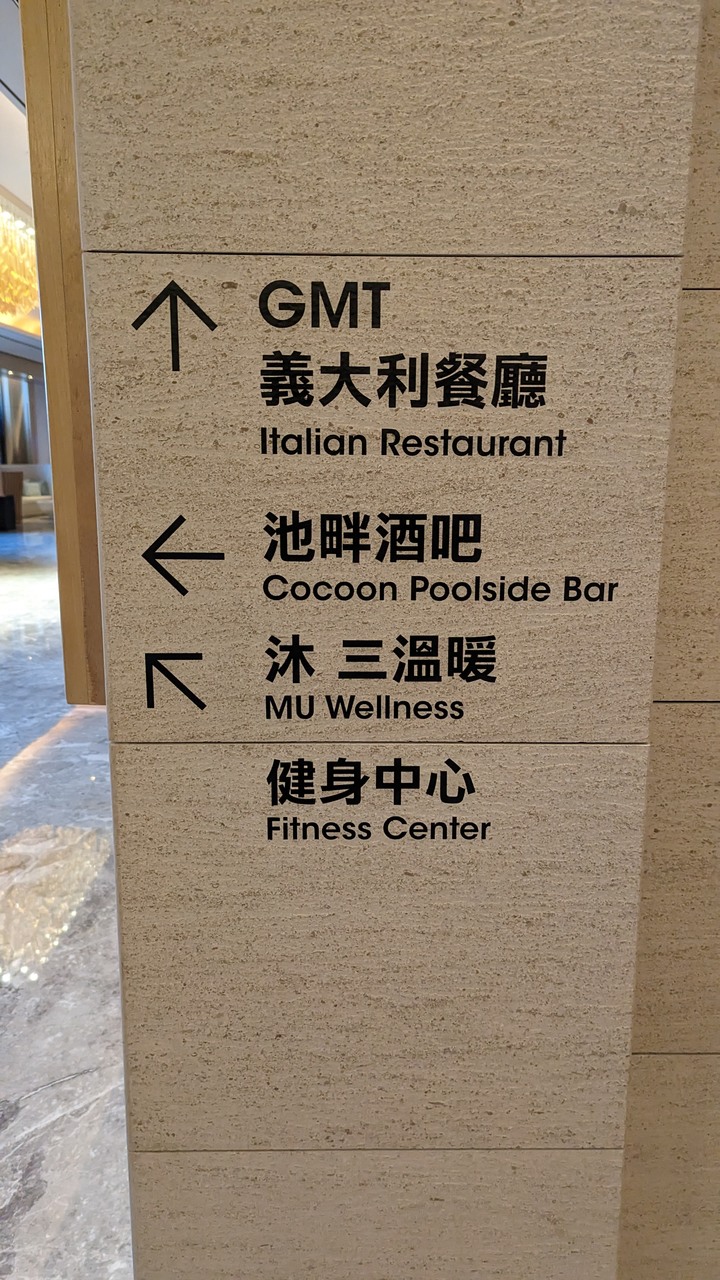 GMT
義大利餐廳
Italian Restaurant
池畔酒吧
Cocoon Poolside Bar
沐 三溫暖
MU Wellness
健身中心
Fitness Center